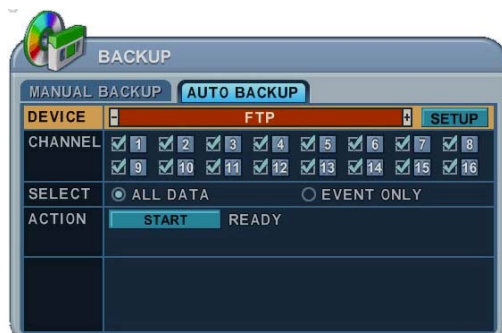 BACKUP
MANUAL BACKUP AUTO BACKUP
DEVICE - FTP + SETUP
CHANNEL 1 2 3 4 5 6 7 8
9 10 11 12 13 14 15 16
SELECT ALL DATA EVENT ONLY
ACTION START READY